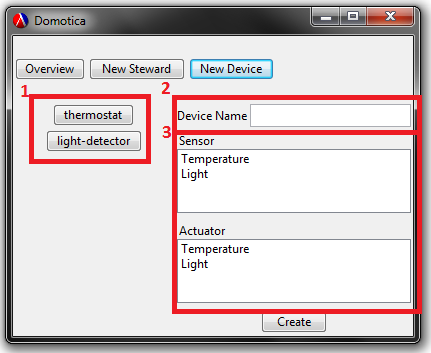 Domotica
Overview New Steward New Device
1 2
thermostat
light-detector
Device Name
3
Sensor
Temperature
Light
Actuator
Temperature
Light
Create